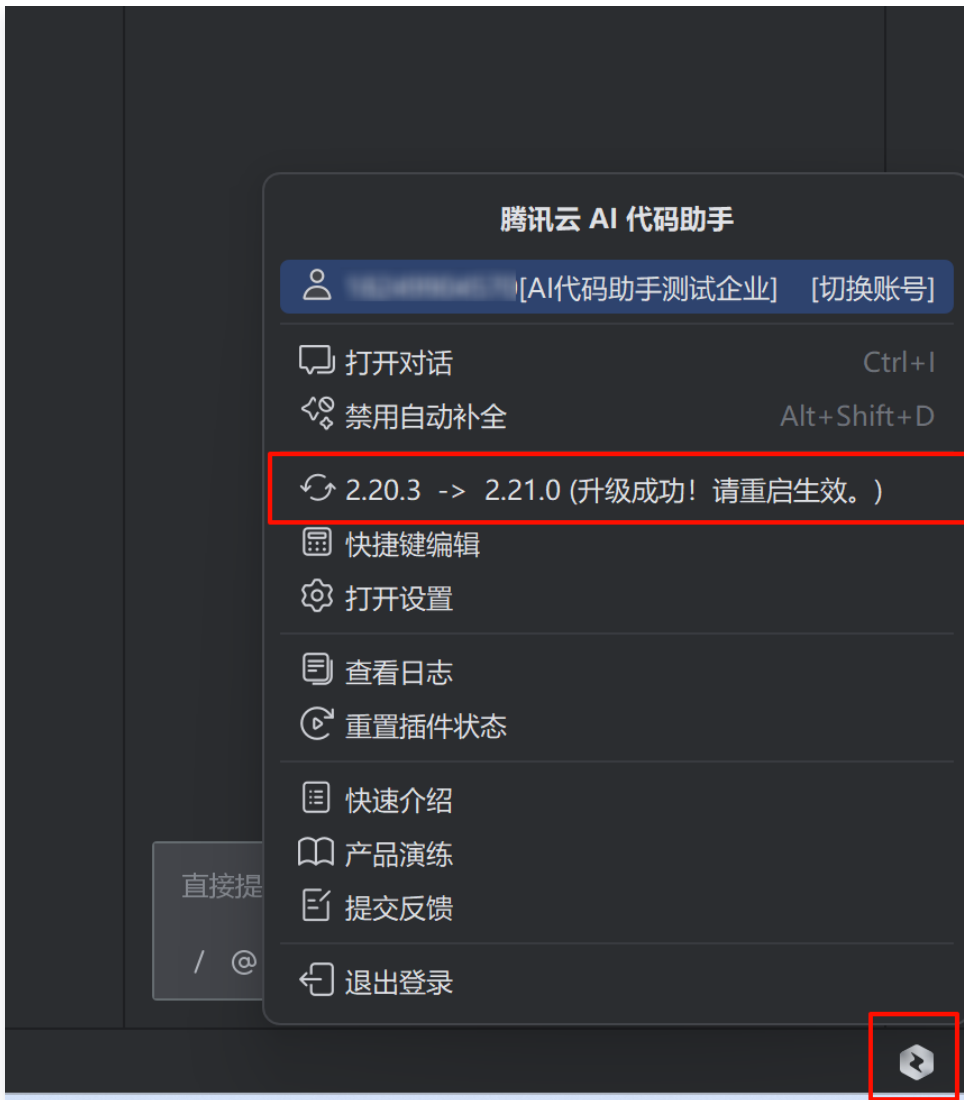 腾讯云 AI 代码助手
[AI代码助手测试企业] [切换账号]
打开对话 Ctrl+I
禁用自动补全 Alt+Shift+D
2.20.3 -> 2.21.0 (升级成功！请重启生效。)
快捷键编辑
打开设置
查看日志
重置插件状态
快速介绍
产品演练
直接提
提交反馈
/ @
退出登录